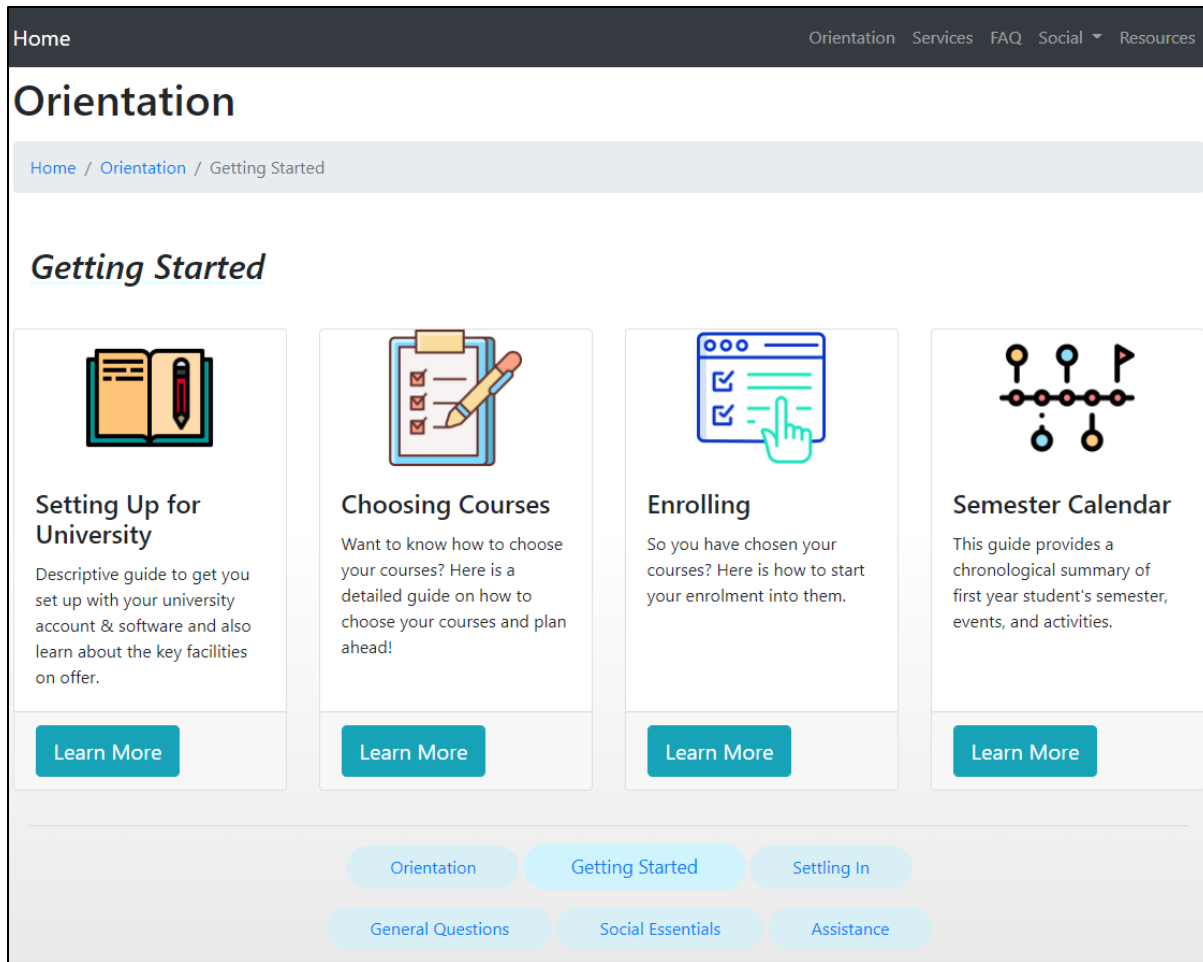 Home Orientation Services FAQ Social Resources
Orientation
Home / Orientation / Getting Started
Getting Started
Setting Up for
University
Descriptive guide to get you
set up with your university
account & software and also
learn about the key facilities
on offer.
Learn More
Choosing Courses
Want to know how to choose
your courses? Here is a
detailed guide on how to
choose your courses and plan
ahead!
Learn More
Enrolling
So you have chosen your
courses? Here is how to start
your enrolment into them.
Learn More
Semester Calendar
This guide provides a
chronological summary of
first year student's semester,
events, and activities.
Learn More
Orientation Getting Started Settling In
General Questions Social Essentials Assistance